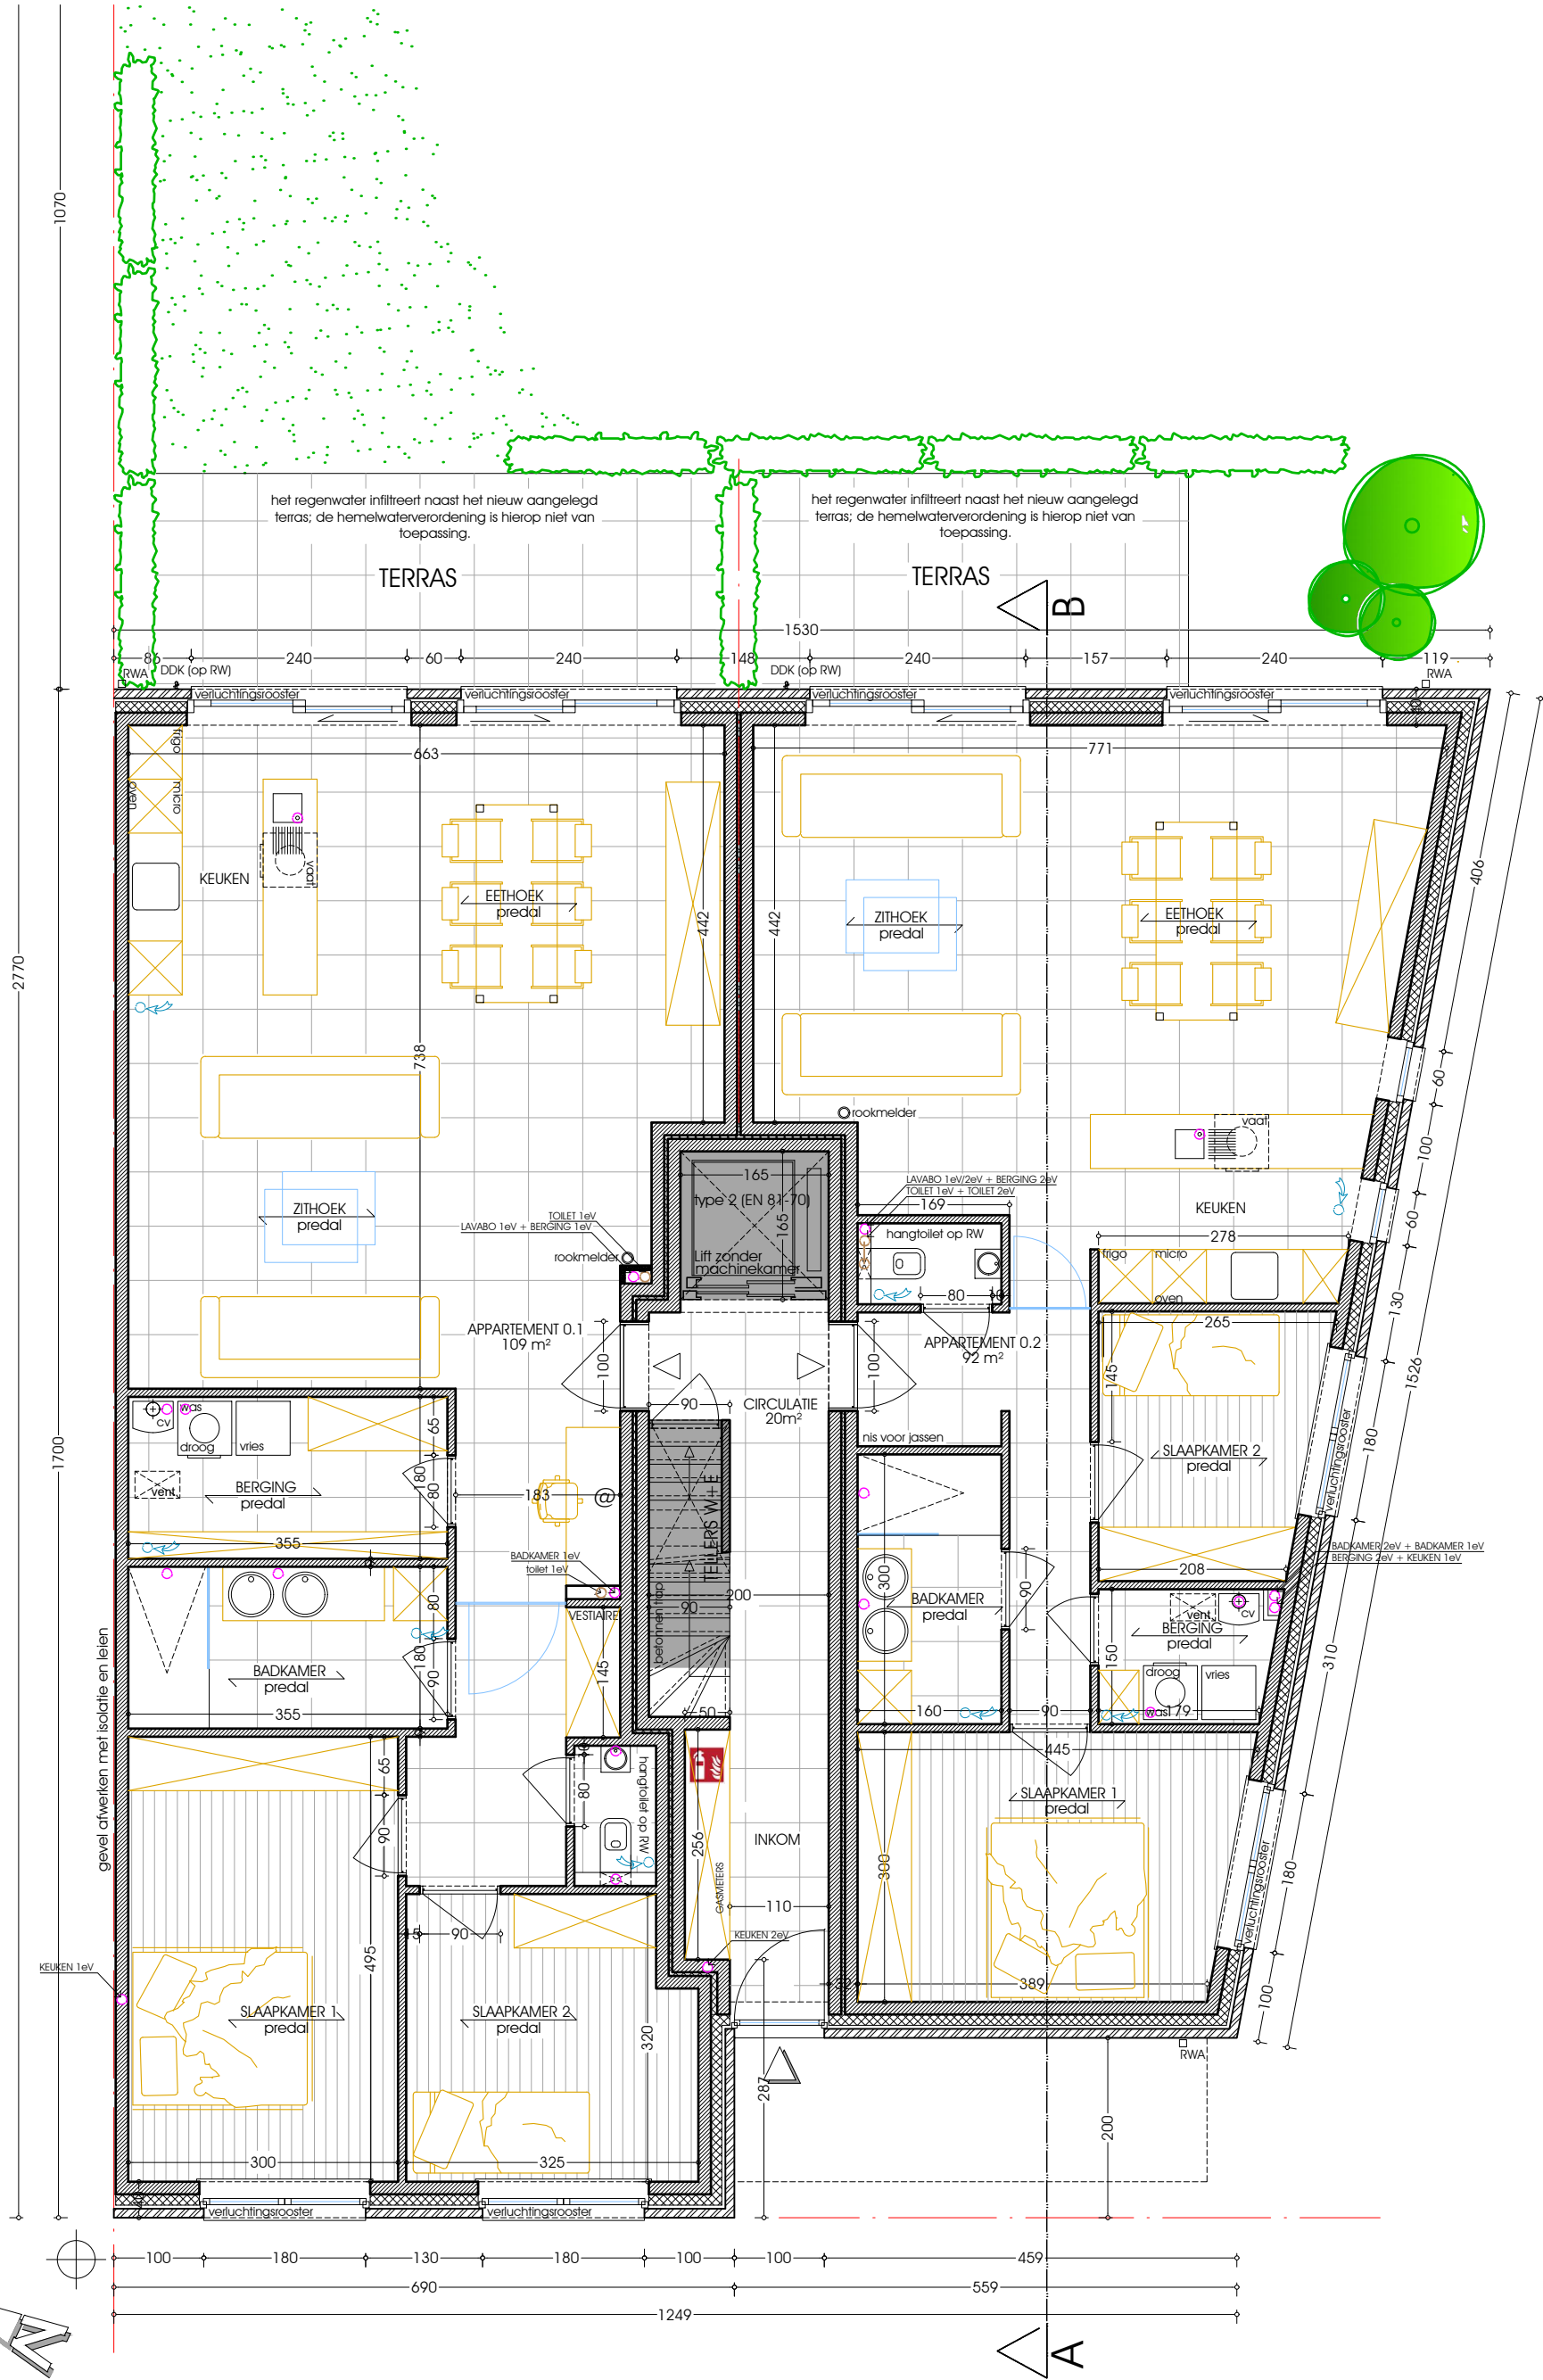 1070
2770
1700
het regenwater infiltreert naast het nieuw aangelegd
terras; de hemelwaterverordening is hierop niet van
toepassing.
TERRAS
het regenwater infiltreert naast het nieuw aangelegd
terras; de hemelwaterverordening is hierop niet van
toepassing.
TERRAS
B
1530
86
240
60
240
148
240
157
240
119
RWA
DDK (op RW)
DDK (op RW)
RWA
verluchtingsrooster
verluchtingsrooster
verluchtingsrooster
verluchtingsrooster
40
663
771
frigo
micro
oven
vaat
KEUKEN
EETHOEK
predal
442
442
ZITHOEK
predal
EETHOEK
predal
406
738
60
rookmelder
vaat
100
165
type 2 (EN 81-70)
165
Lift zonder
machinekamer
LAVABO 1eV/2eV + BERGING 2eV
TOILET 1eV + TOILET 2eV
169
hangtoilet op RW
80
10
KEUKEN
278
60
frigo
micro
oven
130
ZITHOEK
predal
TOILET 1eV
LAVABO 1eV + BERGING 1eV
rookmelder
APPARTEMENT 0.1
109 m²
100
100
APPARTEMENT 0.2
92 m²
265
145
1526
90
CIRCULATIE
20m²
nis voor jassen
SLAAPKAMER 2
predal
verluchtingsrooster
180
cv
was
droog
vries
65
vent
BERGING
predal
180
80
183
@
355
TELLERS W+E
betonnen trap
90
200
BADKAMER 1eV
toilet 1eV
VESTIAIRE
145
80
180
90
BADKAMER
predal
355
50
300
BADKAMER
predal
90
160
90
208
BADKAMER 2eV + BADKAMER 1eV
BERGING 2eV + KEUKEN 1eV
vent
cv
BERGING
predal
150
droog
vries
was
179
310
gevel afwerken met isolatie en leien
65
90
10
80
hangtoilet op RW
256
GASMETERS
INKOM
110
KEUKEN 2eV
445
SLAAPKAMER 1
predal
300
32
389
verluchtingsrooster
180
100
15
90
495
KEUKEN 1eV
SLAAPKAMER 1
predal
SLAAPKAMER 2
predal
320
287
RWA
200
300
325
40
verluchtingsrooster
verluchtingsrooster
100
180
130
180
100
100
459
690
559
1249
A
N